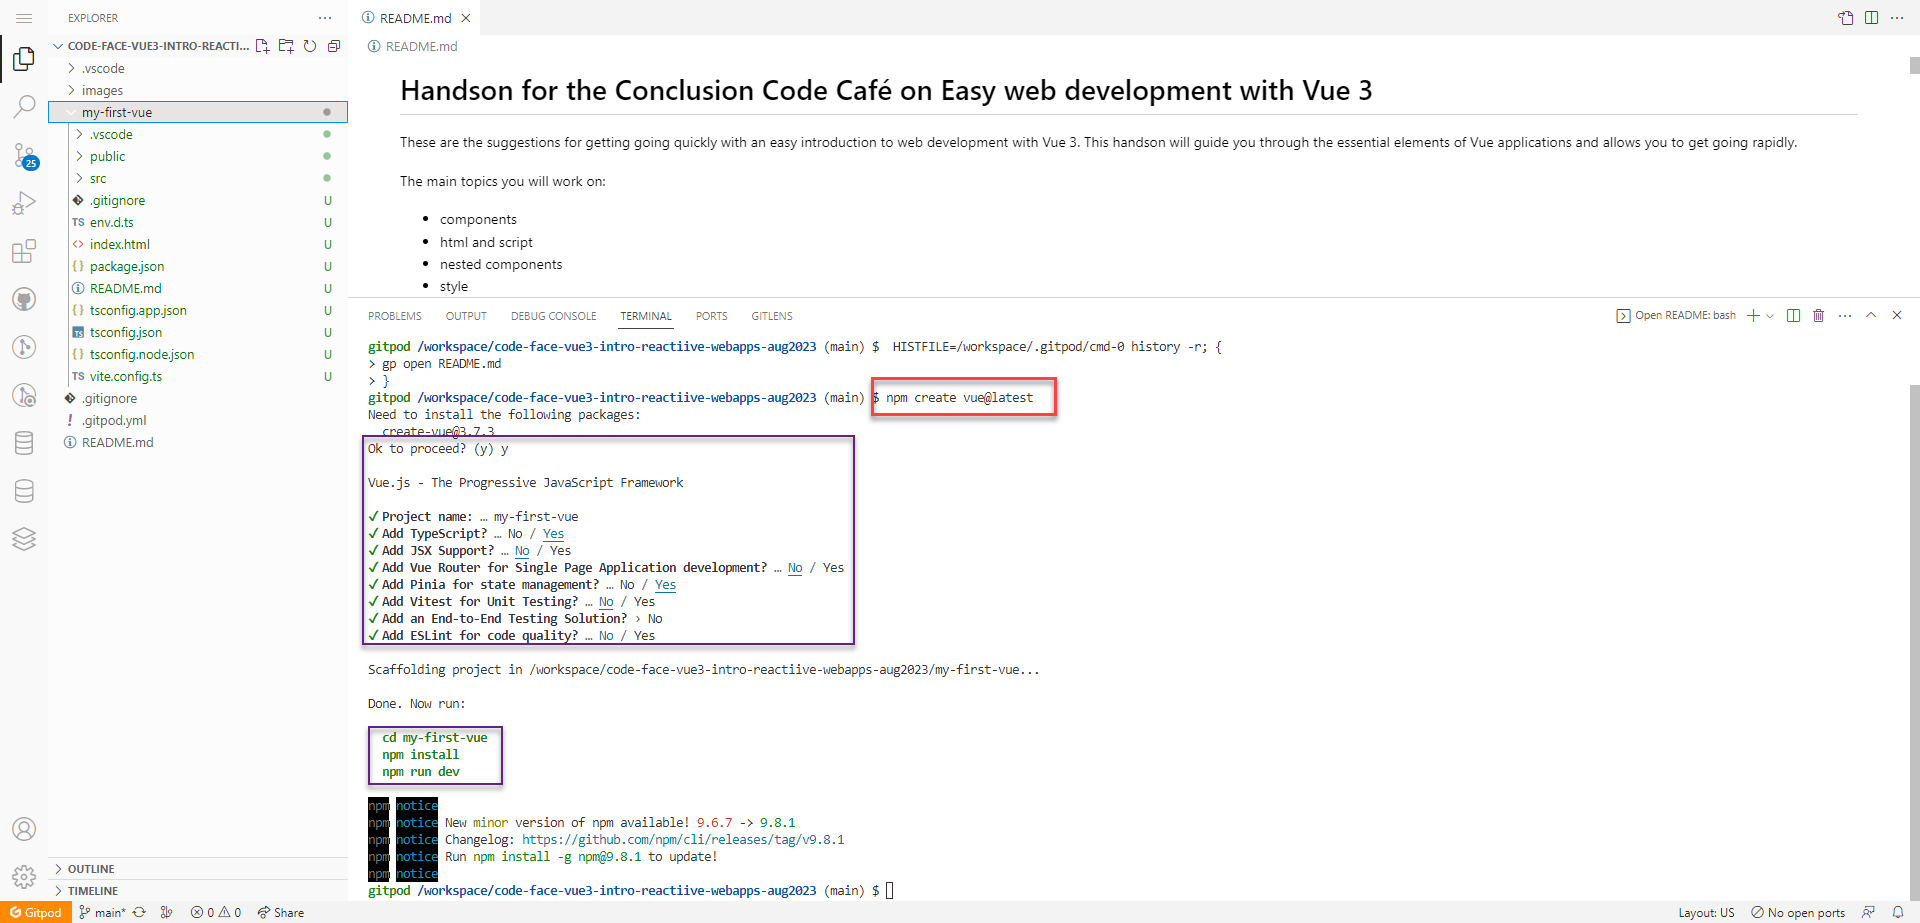 EXPLORER
CODE-FACE-VUE3-INTRO-REACTI...
.vscode
images
my-first-vue
.vscode
public
src
.gitignore U
TS env.d.ts U
<> index.html U
{} package.json U
README.md U
{} tsconfig.app.json U
TS tsconfig.json U
{} tsconfig.node.json U
TS vite.config.ts U
.gitignore
! .gitpod.yml
README.md
25
OUTLINE
TIMELINE
README.md
README.md
Handson for the Conclusion Code Café on Easy web development with Vue 3
These are the suggestions for getting going quickly with an easy introduction to web development with Vue 3. This handson will guide you through the essential elements of Vue applications and allows you to get going rapidly.
The main topics you will work on:
• components
• html and script
• nested components
• style
PROBLEMS OUTPUT DEBUG CONSOLE TERMINAL PORTS GITLENS
Open README: bash
gitpod /workspace/code-face-vue3-intro-reactiive-webapps-aug2023 (main) $  HISTFILE=/workspace/.gitpod/cmd-0 history -r; {
> gp open README.md
> }
gitpod /workspace/code-face-vue3-intro-reactiive-webapps-aug2023 (main) $ npm create vue@latest
Need to install the following packages:
create-vue@3.7.3
Ok to proceed? (y) y
Vue.js - The Progressive JavaScript Framework
✓ Project name: … my-first-vue
✓ Add TypeScript? … No / Yes
✓ Add JSX Support? … No / Yes
✓ Add Vue Router for Single Page Application development? … No / Yes
✓ Add Pinia for state management? … No / Yes
✓ Add Vitest for Unit Testing? … No / Yes
✓ Add an End-to-End Testing Solution? › No
✓ Add ESLint for code quality? … No / Yes
Scaffolding project in /workspace/code-face-vue3-intro-reactiive-webapps-aug2023/my-first-vue...
Done. Now run:
cd my-first-vue
npm install
npm run dev
npm notice
npm notice New minor version of npm available! 9.6.7 -> 9.8.1
npm notice Changelog: https://github.com/npm/cli/releases/tag/v9.8.1
npm notice Run npm install -g npm@9.8.1 to update!
npm notice
gitpod /workspace/code-face-vue3-intro-reactiive-webapps-aug2023 (main) $
Gitpod main* 0 0 Share
Layout: US No open ports